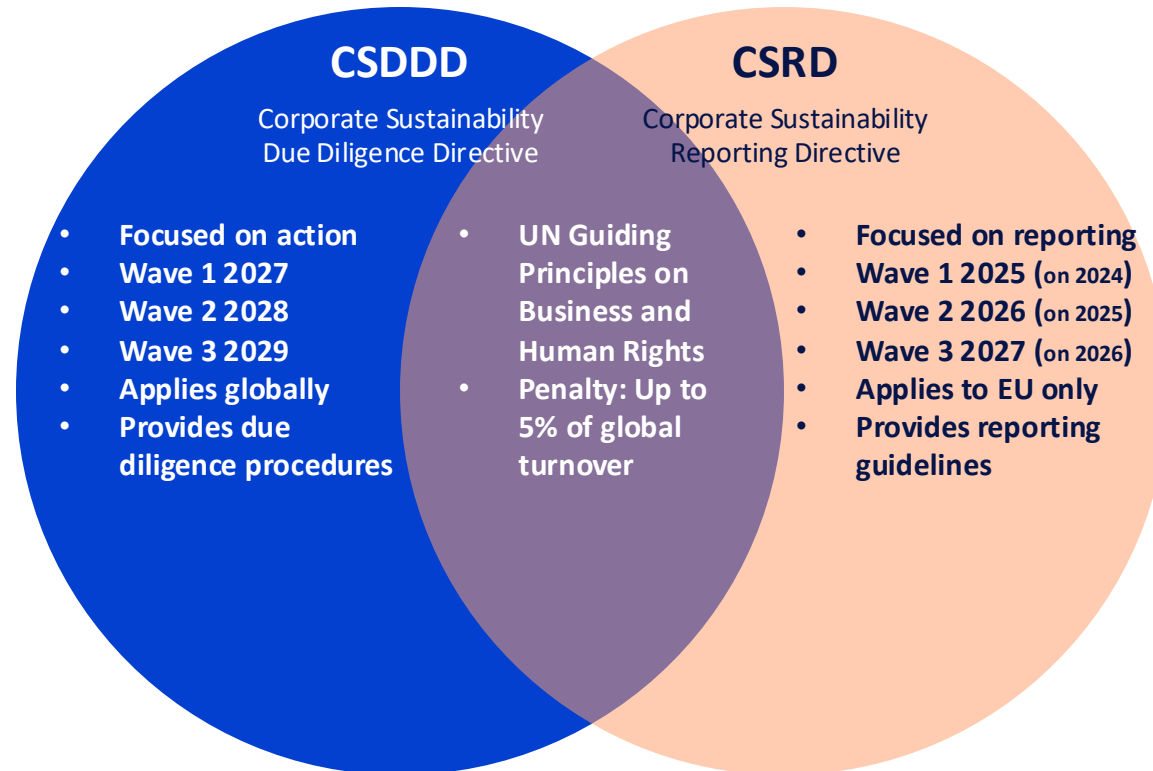 CSDDD
Corporate Sustainability
Due Diligence Directive
• Focused on action
• Wave 1 2027
• Wave 2 2028
• Wave 3 2029
• Applies globally
• Provides due
diligence procedures
• UN Guiding
Principles on
Business and
Human Rights
• Penalty: Up to
5% of global
turnover
CSRD
Corporate Sustainability
Reporting Directive
• Focused on reporting
• Wave 1 2025 (on 2024)
• Wave 2 2026 (on 2025)
• Wave 3 2027 (on 2026)
• Applies to EU only
• Provides reporting
guidelines